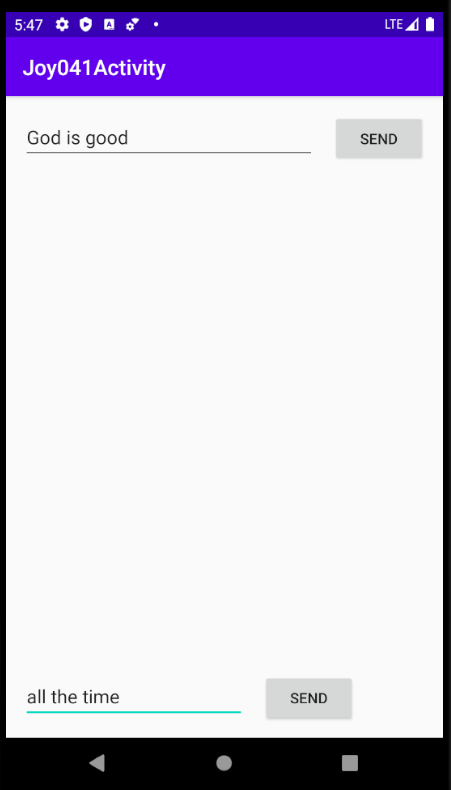 5:47 LTE
Joy041Activity
God is good SEND
all the time SEND